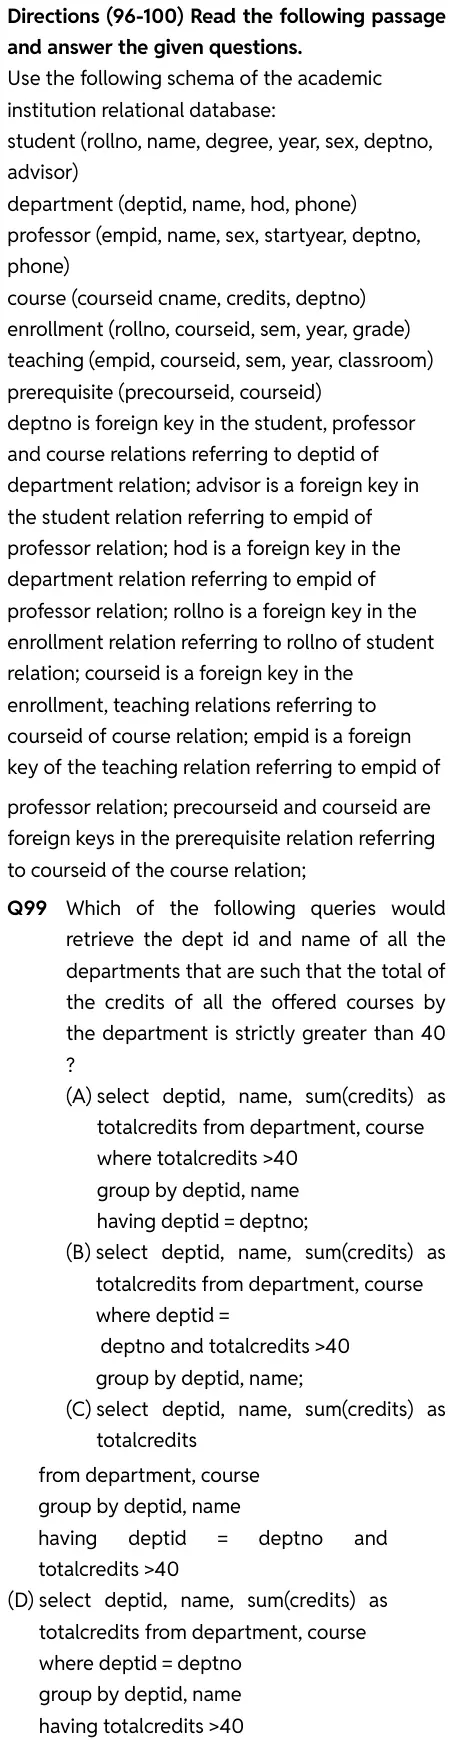 Directions (96-100) Read the following passage
and answer the given questions.
Use the following schema of the academic
institution relational database:
student (rollno, name, degree, year, sex, deptno,
advisor)
department (deptid, name, hod, phone)
professor (empid, name, sex, startyear, deptno,
phone)
course (courseid cname, credits, deptno)
enrollment (rollno, courseid, sem, year, grade)
teaching (empid, courseid, sem, year, classroom)
prerequisite (precourseid, courseid)
deptno is foreign key in the student, professor
and course relations referring to deptid of
department relation; advisor is a foreign key in
the student relation referring to empid of
professor relation; hod is a foreign key in the
department relation referring to empid of
professor relation; rollno is a foreign key in the
enrollment relation referring to rollno of student
relation; courseid is a foreign key in the
enrollment, teaching relations referring to
courseid of course relation; empid is a foreign
key of the teaching relation referring to empid of
professor relation; precourseid and courseid are
foreign keys in the prerequisite relation referring
to courseid of the course relation;
Q99 Which of the following queries would
retrieve the dept id and name of all the
departments that are such that the total of
the credits of all the offered courses by
the department is strictly greater than 40
?
(A) select deptid, name, sum(credits) as
totalcredits from department, course
where totalcredits >40
group by deptid, name
having deptid = deptno;
(B) select deptid, name, sum(credits) as
totalcredits from department, course
where deptid =
deptno and totalcredits >40
group by deptid, name;
(C) select deptid, name, sum(credits) as
totalcredits
from department, course
group by deptid, name
having deptid = deptno and
totalcredits >40
(D) select deptid, name, sum(credits) as
totalcredits from department, course
where deptid = deptno
group by deptid, name
having totalcredits >40